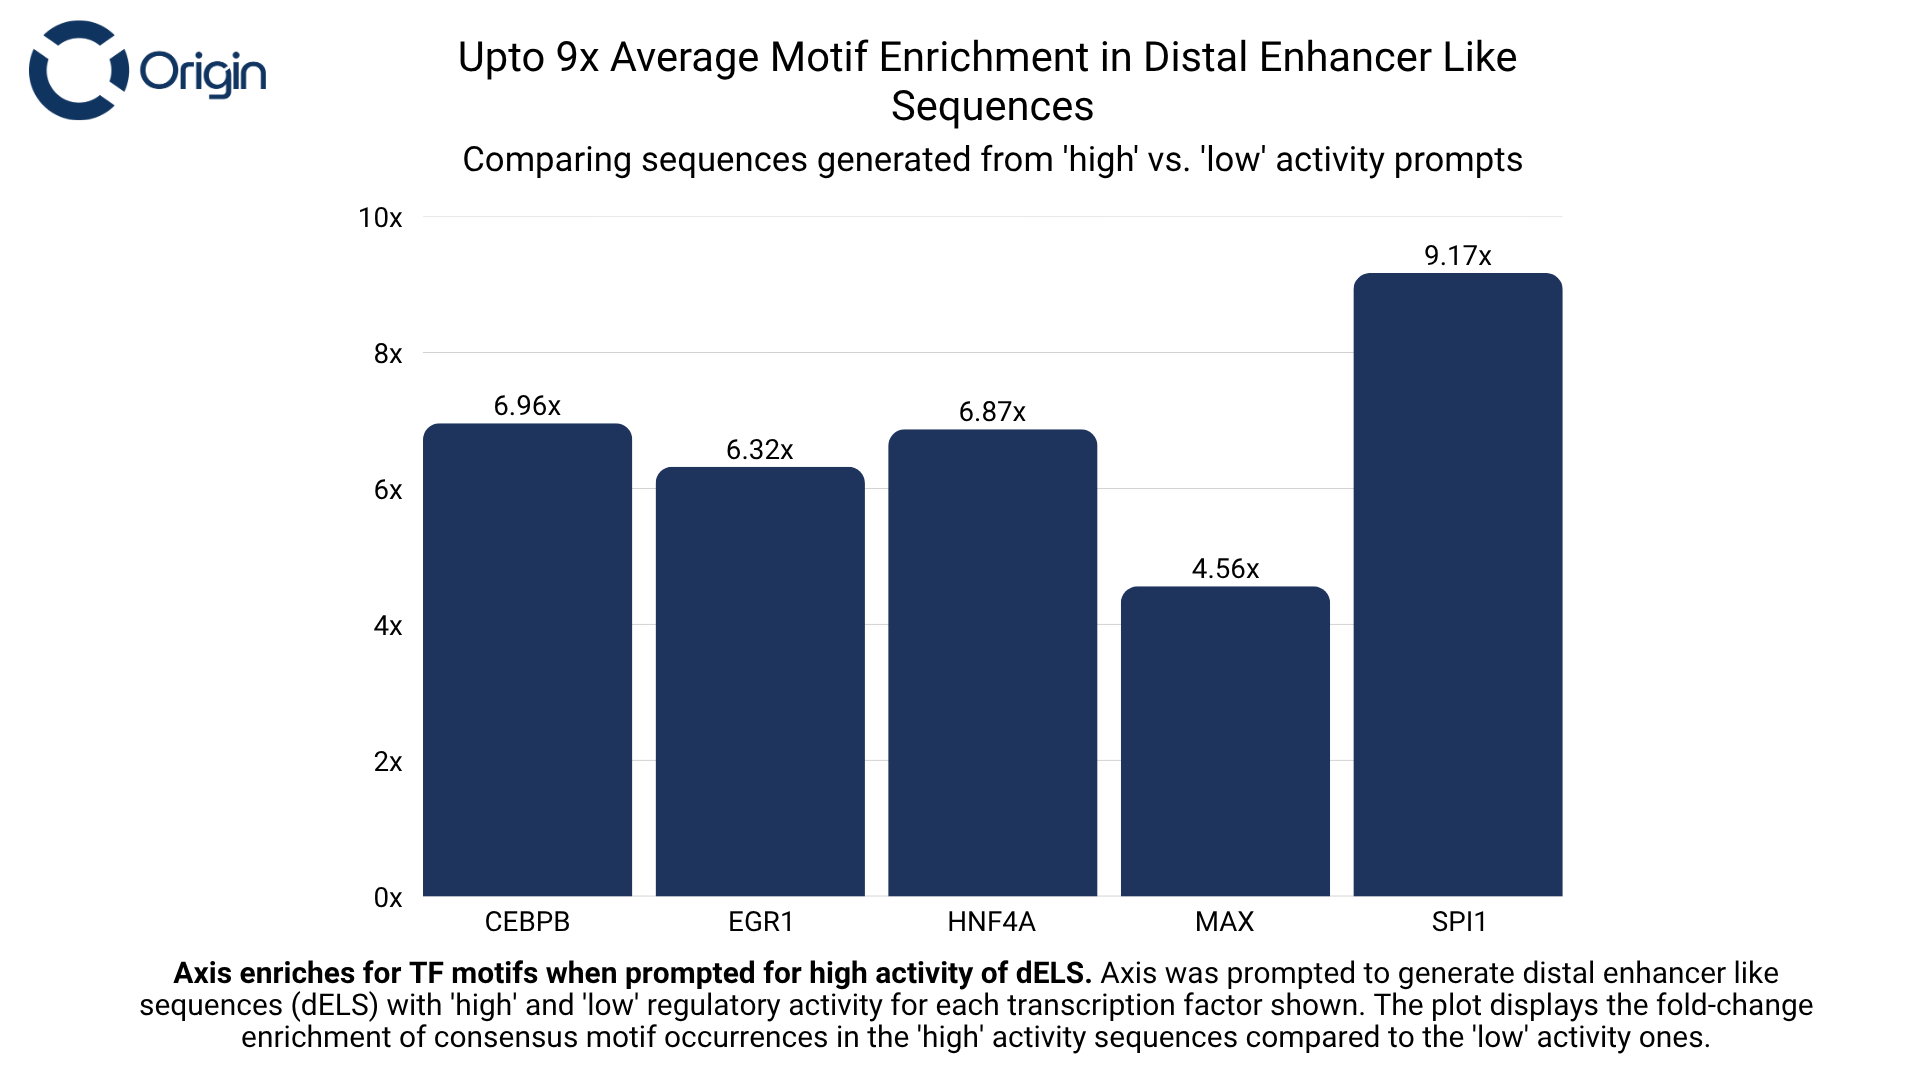 Origin
Upto 9x Average Motif Enrichment in Distal Enhancer Like
Sequences
Comparing sequences generated from 'high' vs. 'low' activity prompts
10x
8x
6x
4x
2x
0x
6.96x
6.32x
6.87x
4.56x
9.17x
CEBPB
EGR1
HNF4A
MAX
SPI1
Axis enriches for TF motifs when prompted for high activity of dELS. Axis was prompted to generate distal enhancer like
sequences (dELS) with 'high' and 'low' regulatory activity for each transcription factor shown. The plot displays the fold-change
enrichment of consensus motif occurrences in the 'high' activity sequences compared to the 'low' activity ones.